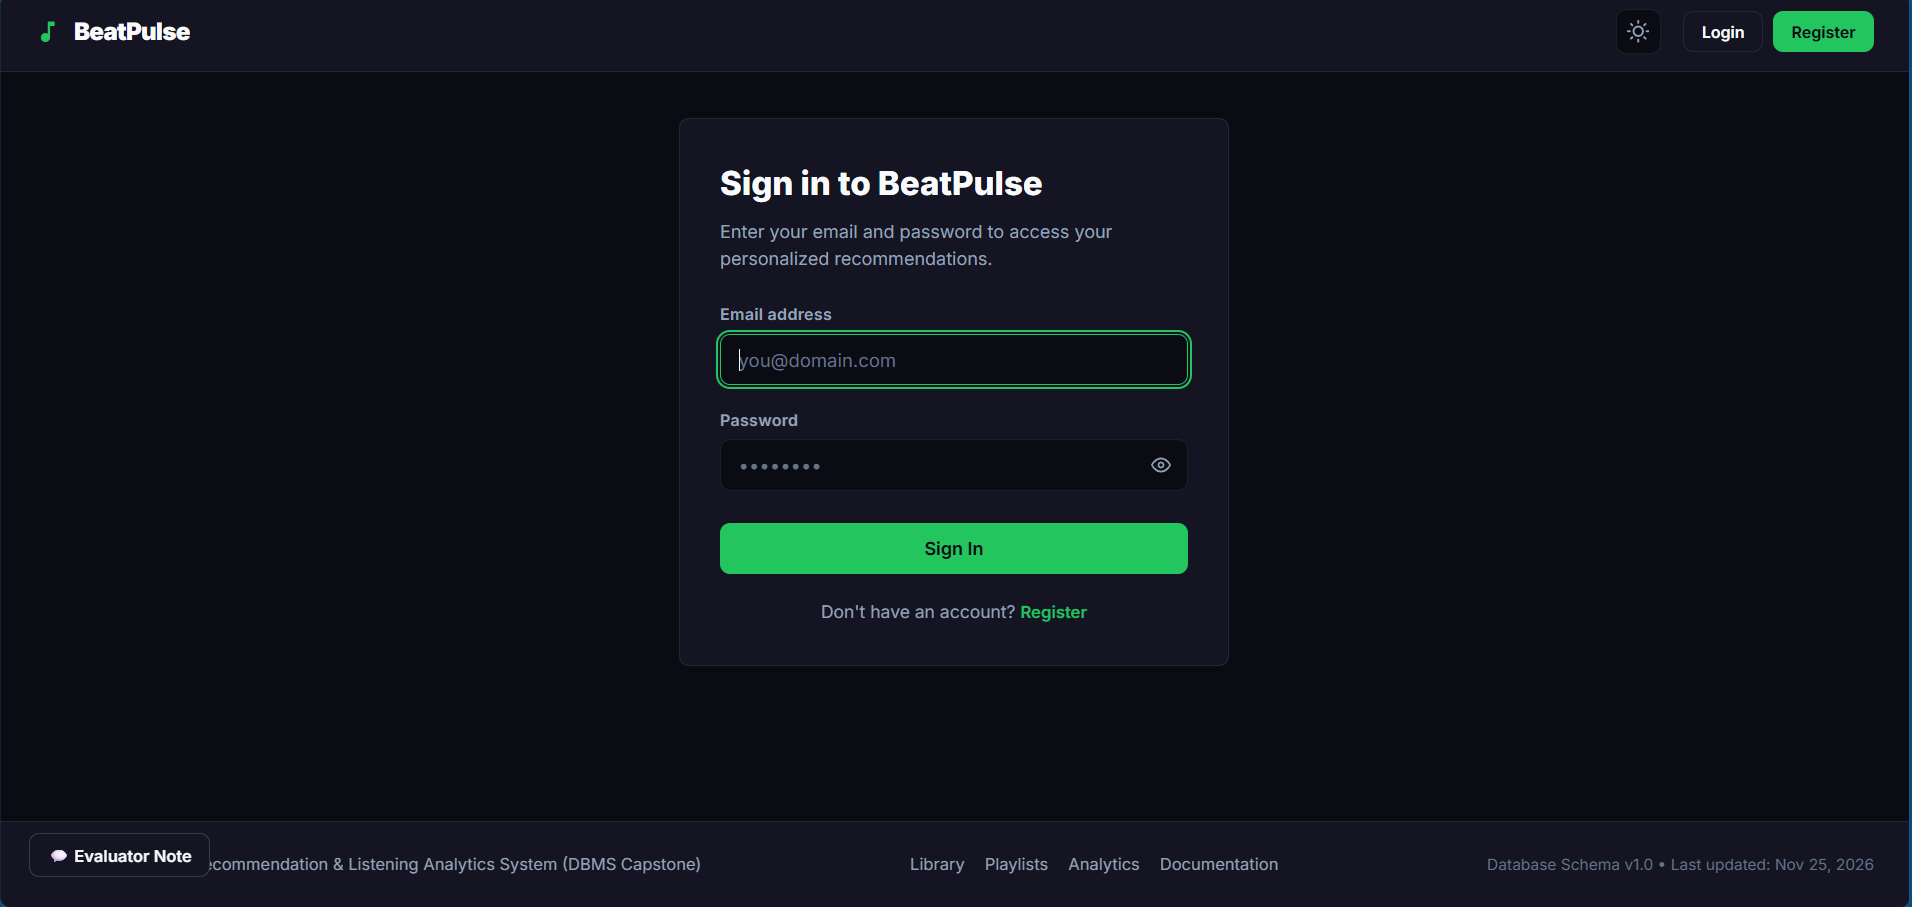 BeatPulse
Login
Register
Sign in to BeatPulse
Enter your email and password to access your
personalized recommendations.
Email address
you@domain.com
Password
Sign In
Don't have an account? Register
Evaluator Note
ecommendation & Listening Analytics System (DBMS Capstone)
Library
Playlists
Analytics
Documentation
Database Schema v1.0 • Last updated: Nov 25, 2026